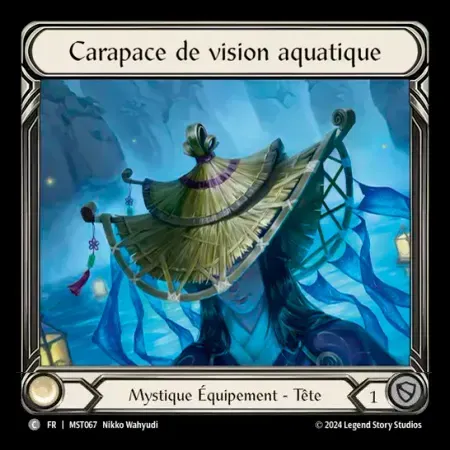 Carapace de vision aquatique
Mystique Équipement - Tête
1
C FR | MST067 Nikko Wahyudi
© 2024 Legend Story Studios